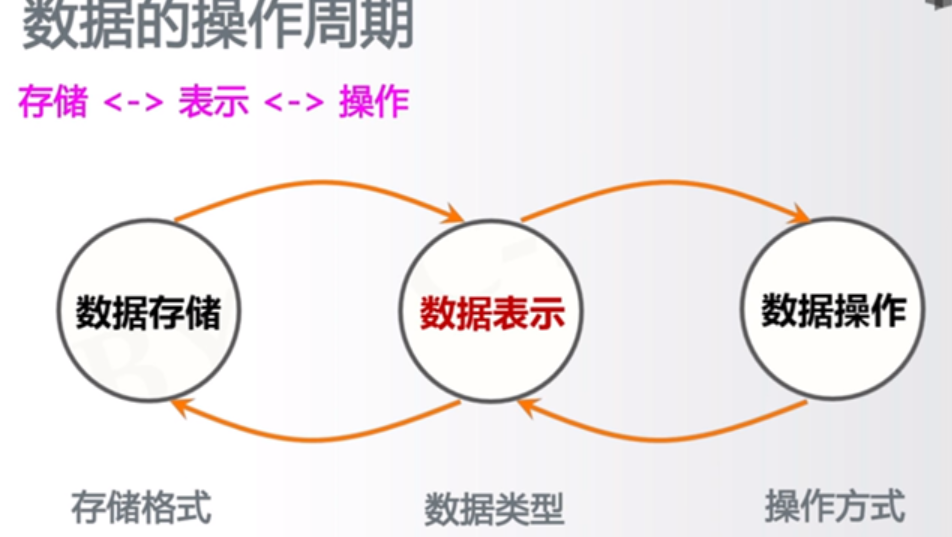 数据的操作周期
存储 <-> 表示 <-> 操作
数据存储
数据表示
数据操作
存储格式
数据类型
操作方式